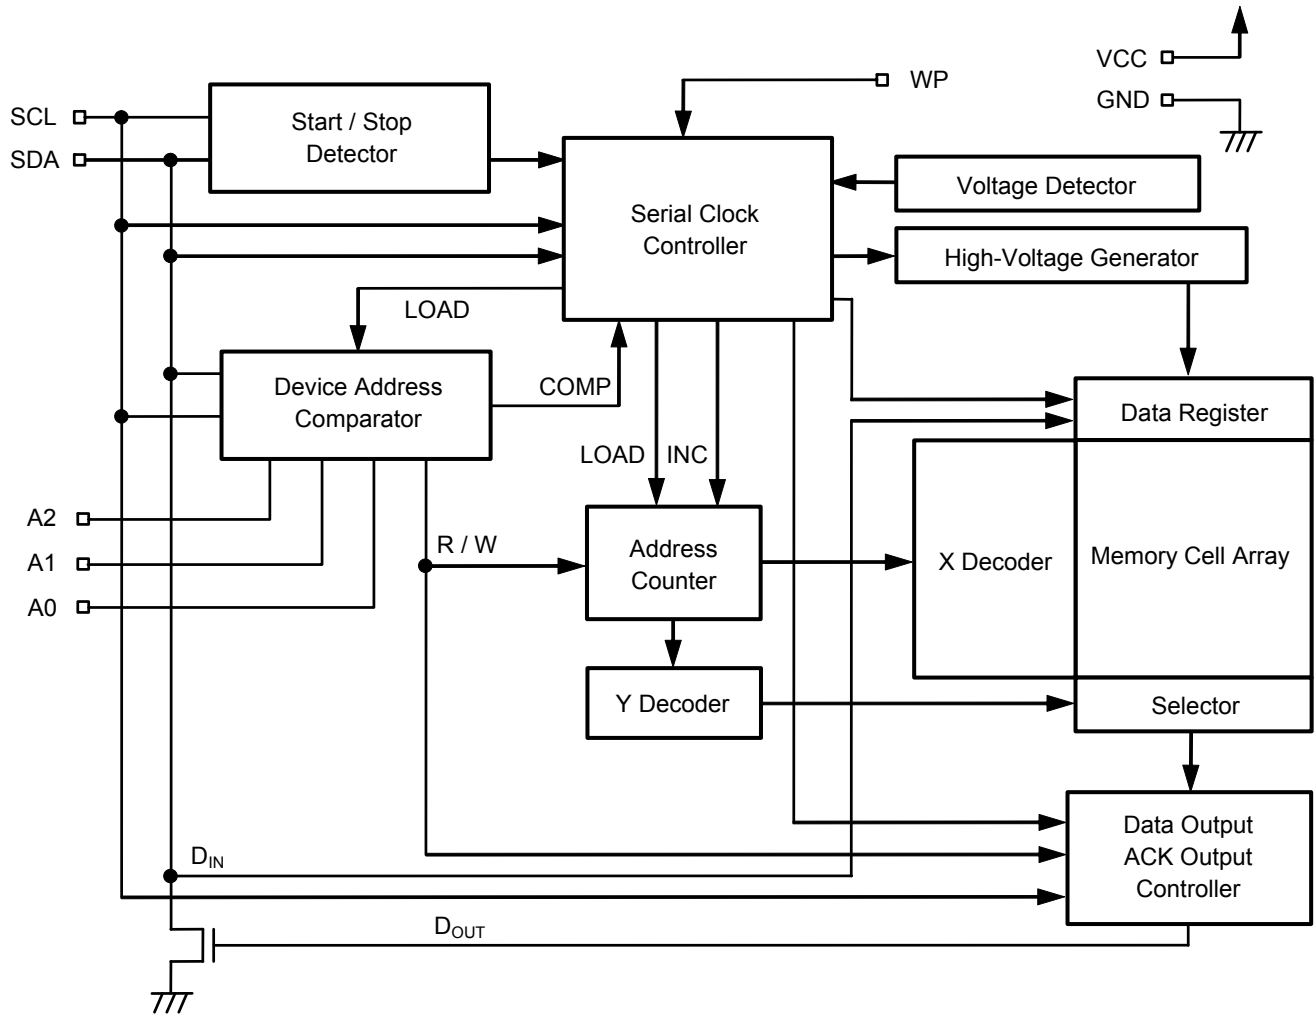 VCC
WP
GND
SCL
SDA
Start / Stop
Detector
Voltage Detector
Serial Clock
Controller
High-Voltage Generator
LOAD
Device Address
Comparator
COMP
Data Register
LOAD
INC
A2
A1
A0
R / W
Address
Counter
X Decoder
Memory Cell Array
Y Decoder
Selector
Data Output
ACK Output
Controller
DIN
DOUT